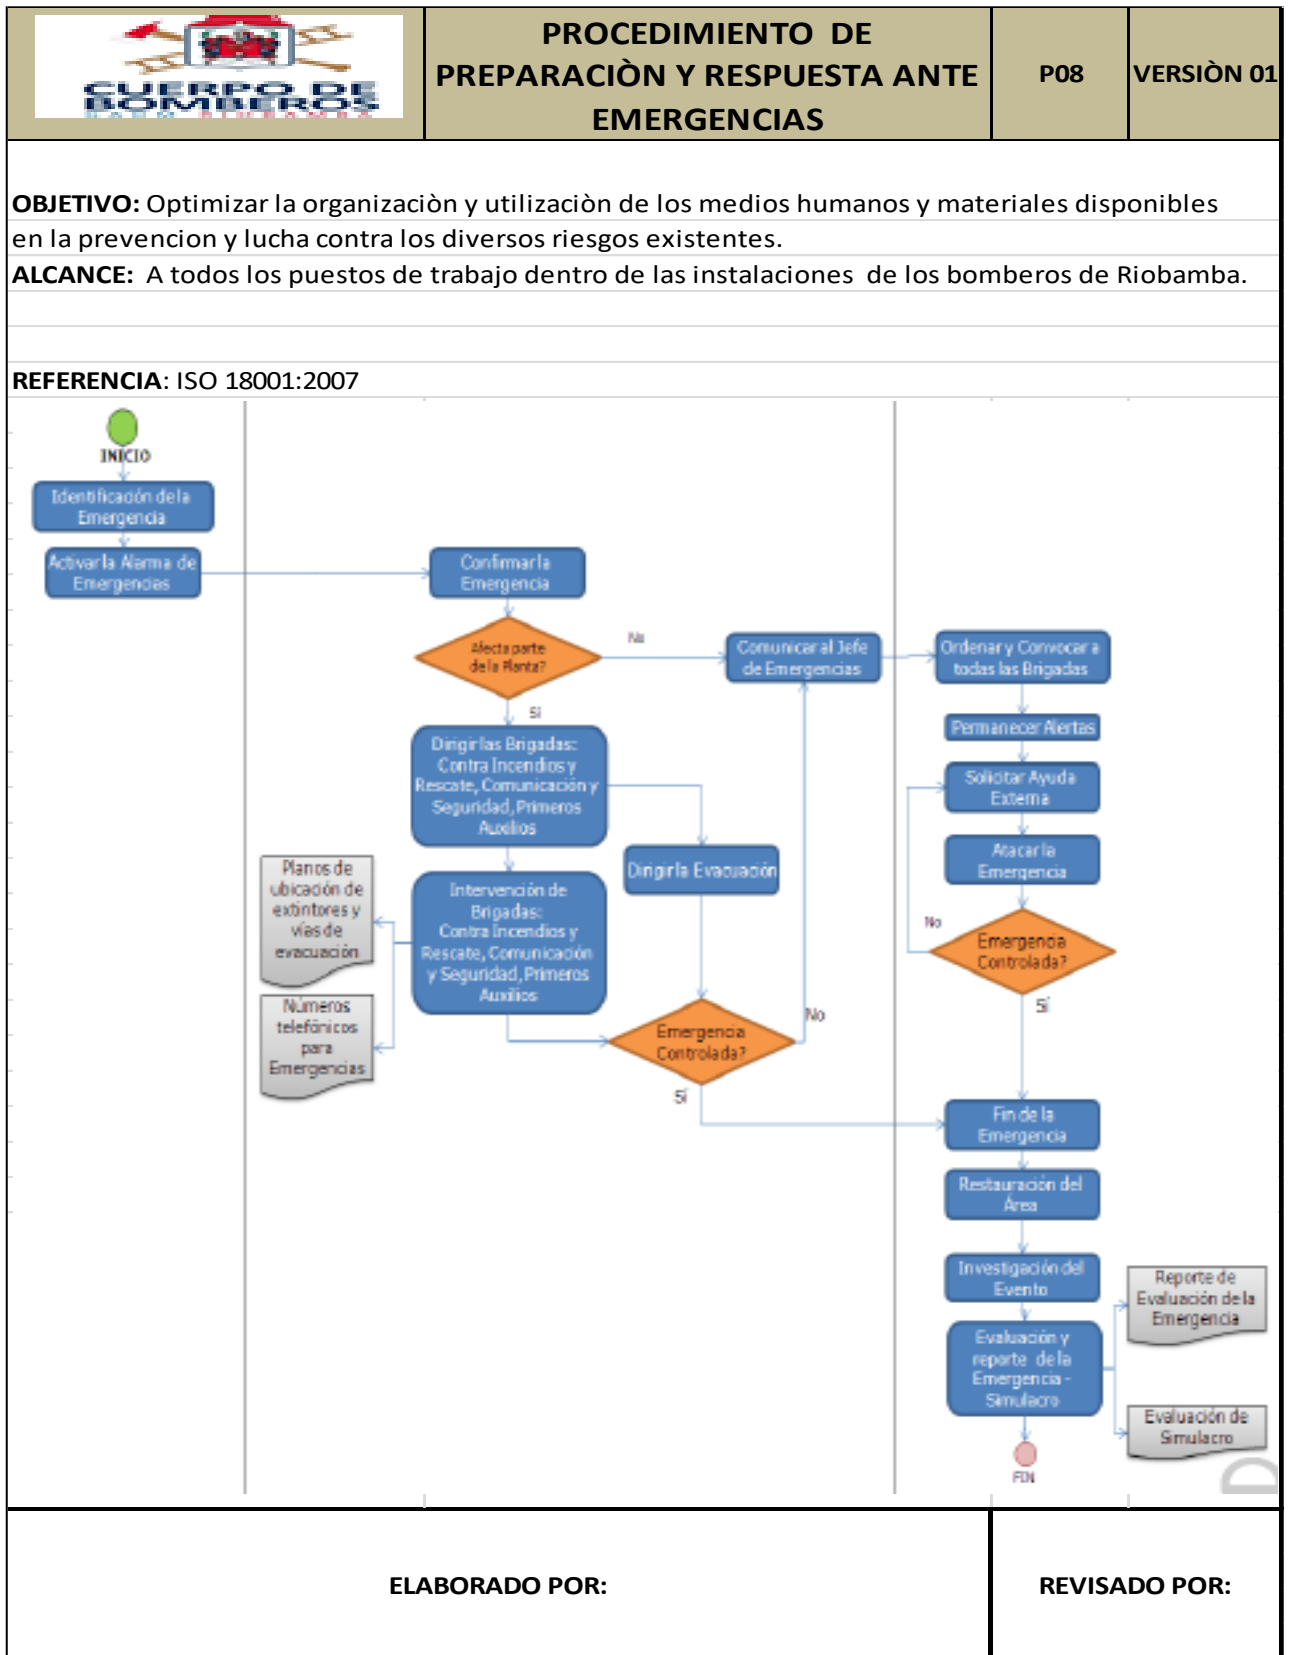 CUERPO DE
BOMBEROS
PROCEDIMIENTO DE
PREPARACIÒN Y RESPUESTA ANTE
EMERGENCIAS
P08
VERSIÒN 01
OBJETIVO: Optimizar la organizaciòn y utilizaciòn de los medios humanos y materiales disponibles
en la prevencion y lucha contra los diversos riesgos existentes.
ALCANCE: A todos los puestos de trabajo dentro de las instalaciones de los bomberos de Riobamba.
REFERENCIA: ISO 18001:2007
INICIO
Identificación de la
Emergencia
Activar la Alarma de
Emergencias
Confirmar la
Emergencia
Afecta parte
de la Planta?
No
Sí
Comunicar al Jefe
de Emergencias
Ordenar y Convocar a
todas las Brigadas
Permanecer Alertas
Solicitar Ayuda
Externa
Atacar la
Emergencia
No
Emergencia
Controlada?
Sí
Dirigir las Brigadas:
Contra Incendios y
Rescate, Comunicación y
Seguridad, Primeros
Auxilios
Dirigir la Evacuación
Intervención de
Brigadas:
Contra Incendios y
Rescate, Comunicación
y Seguridad, Primeros
Auxilios
Planos de
ubicación de
extintores y
vías de
evacuación
Números
telefónicos
para
Emergencias
Emergencia
Controlada?
No
Sí
Fin de la
Emergencia
Restauración del
Área
Investigación del
Evento
Evaluación y
reporte de la
Emergencia -
Simulacro
Reporte de
Evaluación de la
Emergencia
Evaluación de
Simulacro
FIN
ELABORADO POR:
REVISADO POR: